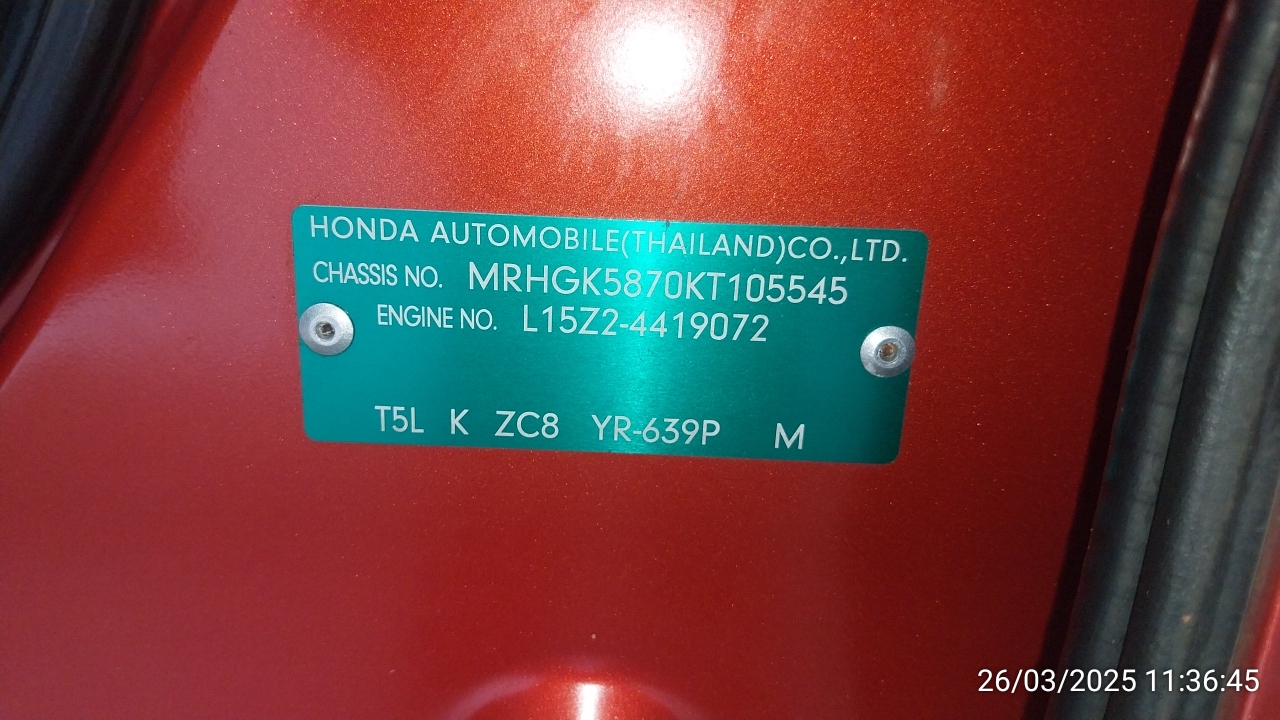 HONDA AUTOMOBILE(THAILAND)CO.,LTD.
CHASSIS NO. MRHGK5870KT105545
ENGINE NO. L15Z2-4419072
T5L K ZC8 YR-639P M
26/03/2025 11:36:45